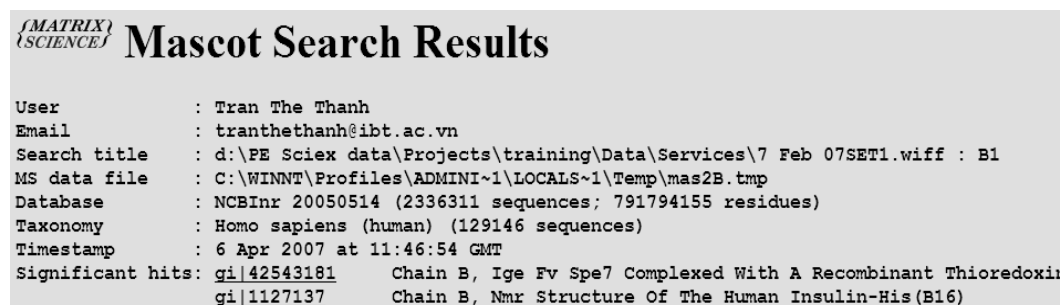 {MATRIX SCIENCE} Mascot Search Results
User : Tran The Thanh
Email : tranthethanh@ibt.ac.vn
Search title : d:\PE Sciex data\Projects\training\Data\Services\7 Feb 07SET1.wiff : B1
MS data file : C:\WINNT\Profiles\ADMINI~1\LOCALS~1\Temp\mas2B.tmp
Database : NCBInr 20050514 (2336311 sequences; 791794155 residues)
Taxonomy : Homo sapiens (human) (129146 sequences)
Timestamp : 6 Apr 2007 at 11:46:54 GMT
Significant hits: gi|42543181 Chain B, Ige Fv Spe7 Complexed With A Recombinant Thioredoxin
gi|1127137 Chain B, Nmr Structure Of The Human Insulin-His(B16)